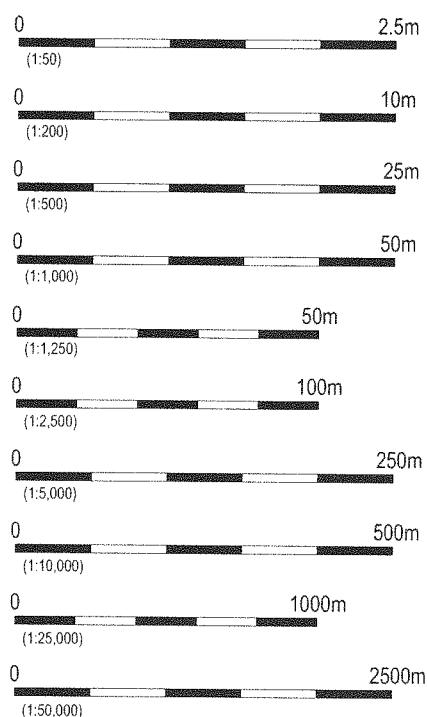 0 2.5m
(1:50)
0 10m
(1:200)
0 25m
(1:500)
0 50m
(1:1,000)
0 50m
(1:1,250)
0 100m
(1:2,500)
0 250m
(1:5,000)
0 500m
(1:10,000)
0 1000m
(1:25,000)
0 2500m
(1:50,000)